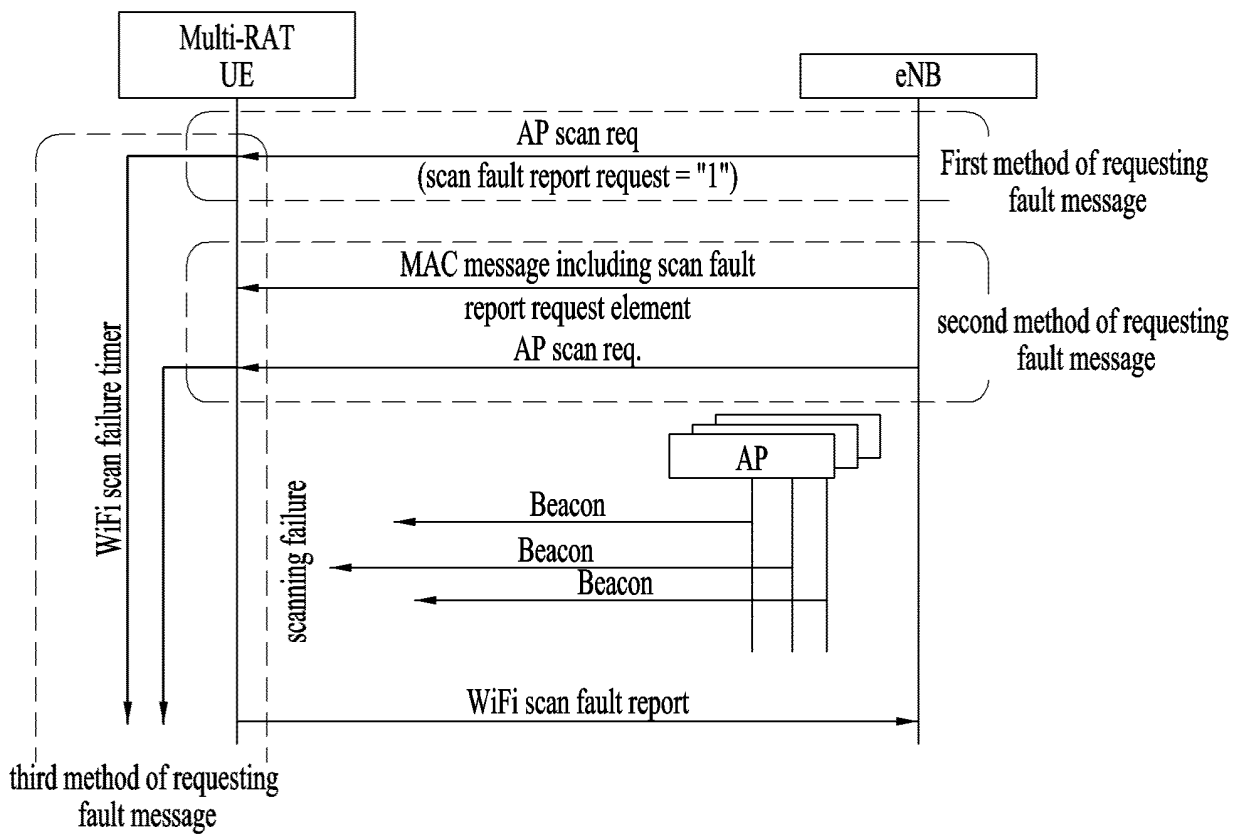 Multi-RAT
UE
eNB
AP scan req
(scan fault report request = "1")
First method of requesting
fault message
MAC message including scan fault
report request element
AP scan req.
second method of requesting
fault message
WiFi scan failure timer
AP
scanning failure
Beacon
Beacon
Beacon
WiFi scan fault report
third method of requesting
fault message